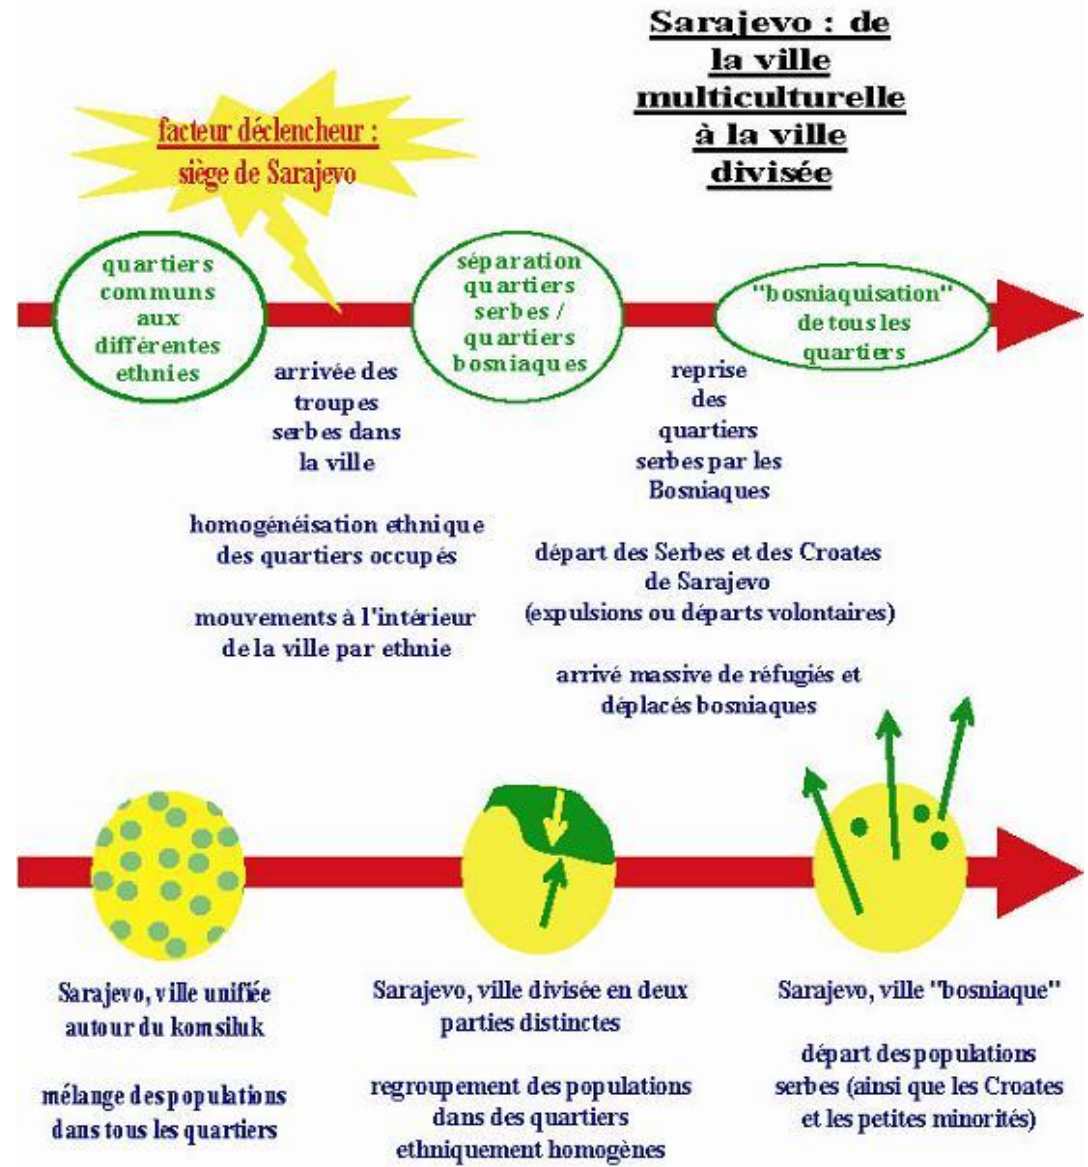 Sarajevo : de
la ville
multiculturelle
à la ville
divisée
facteur déclencheur :
siège de Sarajevo
quartiers
communs
aux
différentes
ethnies
séparation
quartiers
serbes /
quartiers
bosniaques
"bosniaquisation"
de tous les
quartiers
arrivée des
troupes
serbes dans
la ville
homogénéisation ethnique
des quartiers occupés
mouvements à l'intérieur
de la ville par ethnie
reprise
des
quartiers
serbes par les
Bosniaques
départ des Serbes et des Croates
de Sarajevo
(expulsions ou départs volontaires)
arrivé massive de réfugiés et
déplacés bosniaques
Sarajevo, ville unifiée
autour du komsiluk
mélange des populations
dans tous les quartiers
Sarajevo, ville divisée en deux
parties distinctes
regroupement des populations
dans des quartiers
ethniquement homogènes
Sarajevo, ville "bosniaque"
départ des populations
serbes (ainsi que les Croates
et les petites minorités)